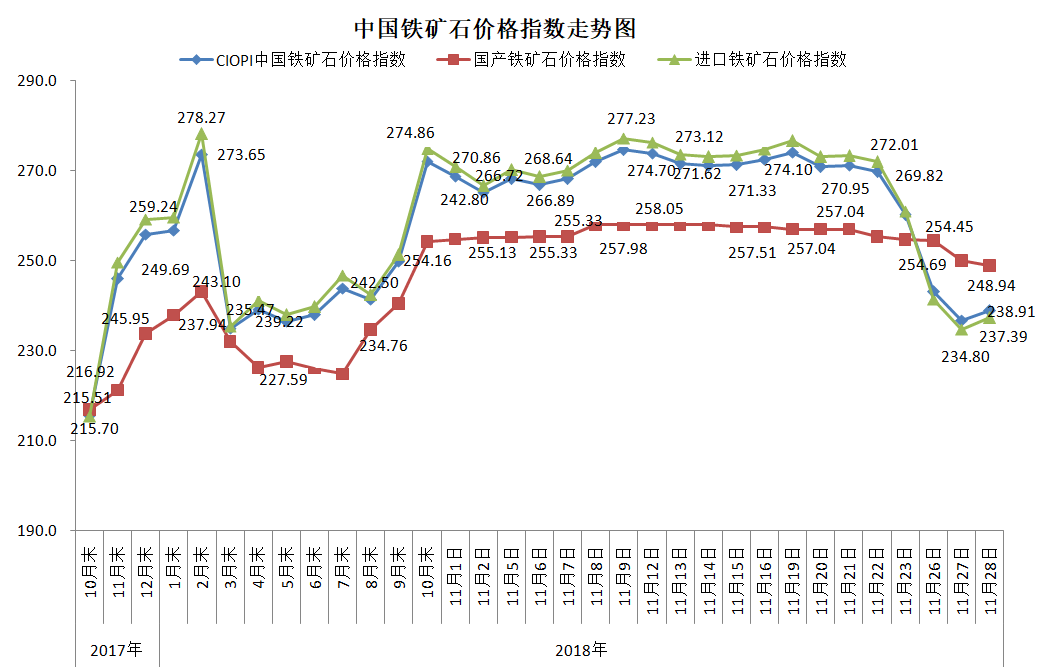 中国铁矿石价格指数走势图
CIOPI中国铁矿石价格指数 国产铁矿石价格指数 进口铁矿石价格指数
290.0
270.0
250.0
230.0
210.0
190.0
278.27
273.65
259.24
249.69
243.10
245.95
237.94
235.47
239.22
242.50
227.59
234.76
216.92
215.51
215.70
274.86
270.86
266.72
268.64
242.80
266.89
254.16
255.13
255.33
255.33
277.23
274.70
273.12
271.62
271.33
274.10
258.05
257.98
257.51
257.04
257.04
270.95
272.01
269.82
254.45
254.69
248.94
238.91
237.39
234.80
10月末
11月末
12月末
1月末
2月末
3月末
4月末
5月末
6月末
7月末
8月末
9月末
10月末
11月1日
11月2日
11月5日
11月6日
11月7日
11月8日
11月9日
11月12日
11月13日
11月14日
11月15日
11月16日
11月19日
11月20日
11月21日
11月22日
11月23日
11月26日
11月27日
11月28日
2017年 2018年